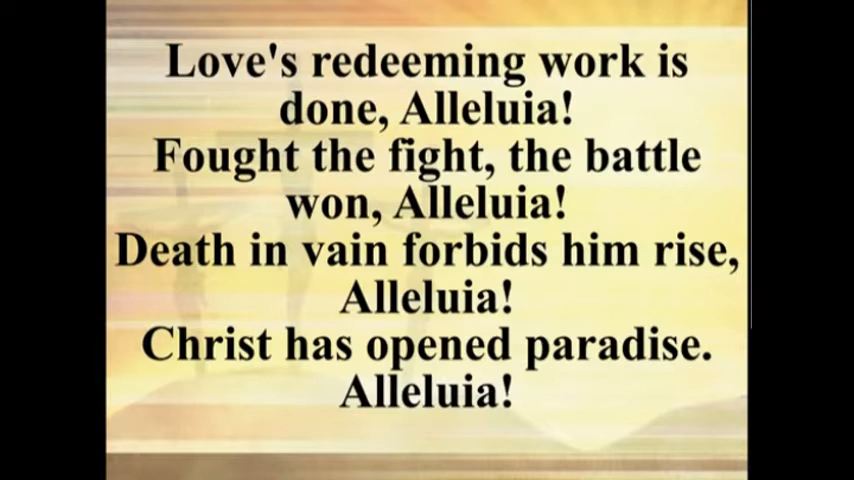 Love's redeeming work is
done, Alleluia!
Fought the fight, the battle
won, Alleluia!
Death in vain forbids him rise,
Alleluia!
Christ has opened paradise.
Alleluia!